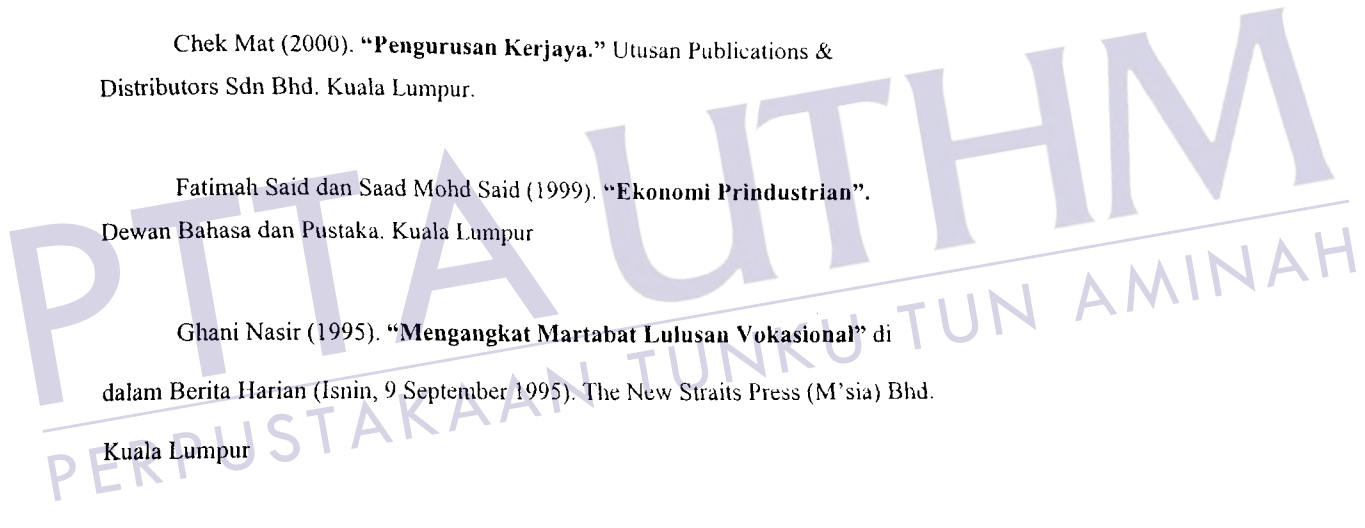 Chek Mat (2000). “Pengurusan Kerjaya.” Utusan Publications &
Distributors Sdn Bhd. Kuala Lumpur.
Fatimah Said dan Saad Mohd Said (1999). “Ekonomi Prindustrian”.
Dewan Bahasa dan Pustaka. Kuala Lumpur
Ghani Nasir (1995). “Mengangkat Martabat Lulusan Vokasional” di
dalam Berita Harian (Isnin, 9 September 1995). The New Straits Press (M’sia) Bhd.
Kuala Lumpur
PTTA UTHM
PERPUSTAKAAN TUNKU TUN AMINAH